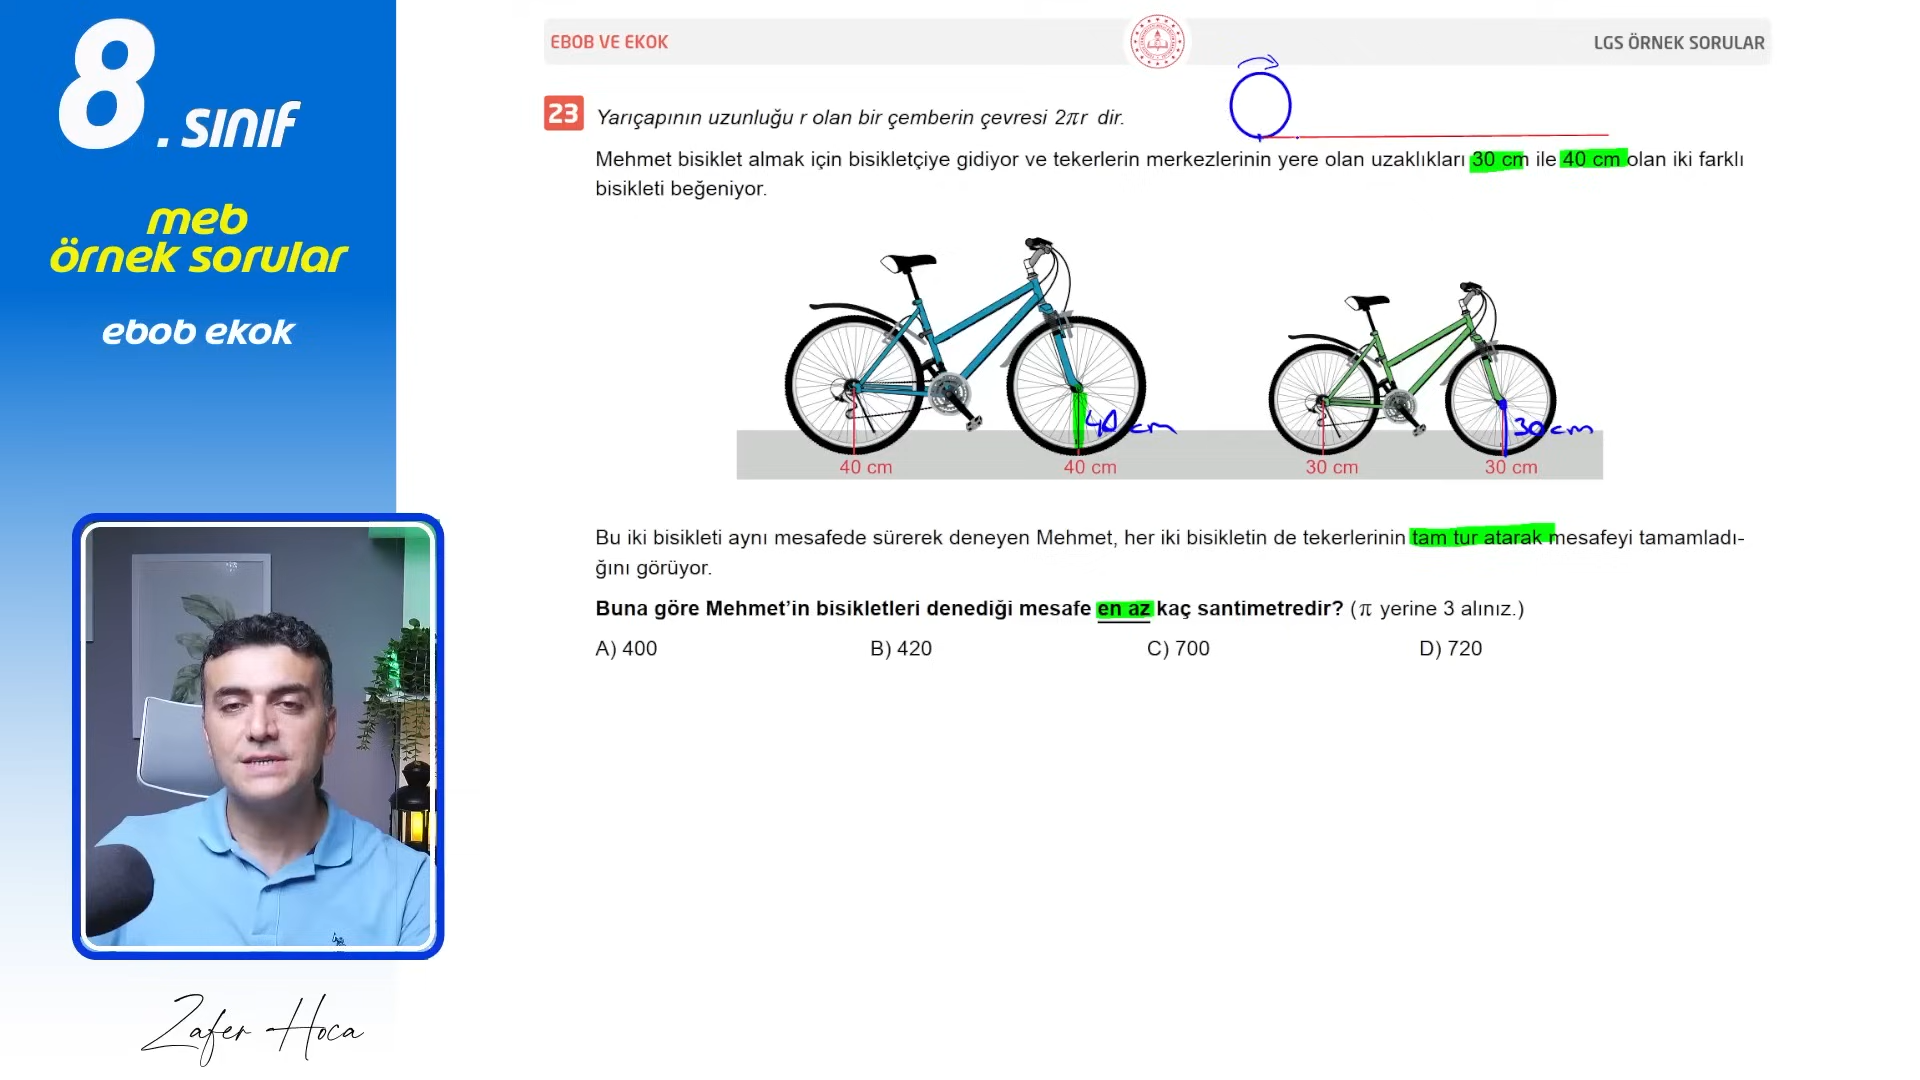 8. SINIF
meb
örnek sorular
ebob ekok
Zafer Hoca
EBOB VE EKOK
LGS ÖRNEK SORULAR
23
Yarıçapının uzunluğu r olan bir çemberin çevresi 2πr dir.
Mehmet bisiklet almak için bisikletçiye gidiyor ve tekerlerin merkezlerinin yere olan uzaklıkları 30 cm ile 40 cm olan iki farklı
bisikleti beğeniyor.
40 cm
30 cm
40 cm
40 cm
30 cm
30 cm
Bu iki bisikleti aynı mesafede sürerek deneyen Mehmet, her iki bisikletin de tekerlerinin tam tur atarak mesafeyi tamamladı-
ğını görüyor.
Buna göre Mehmet’in bisikletleri denediği mesafe en az kaç santimetredir? (π yerine 3 alınız.)
A) 400 B) 420 C) 700 D) 720